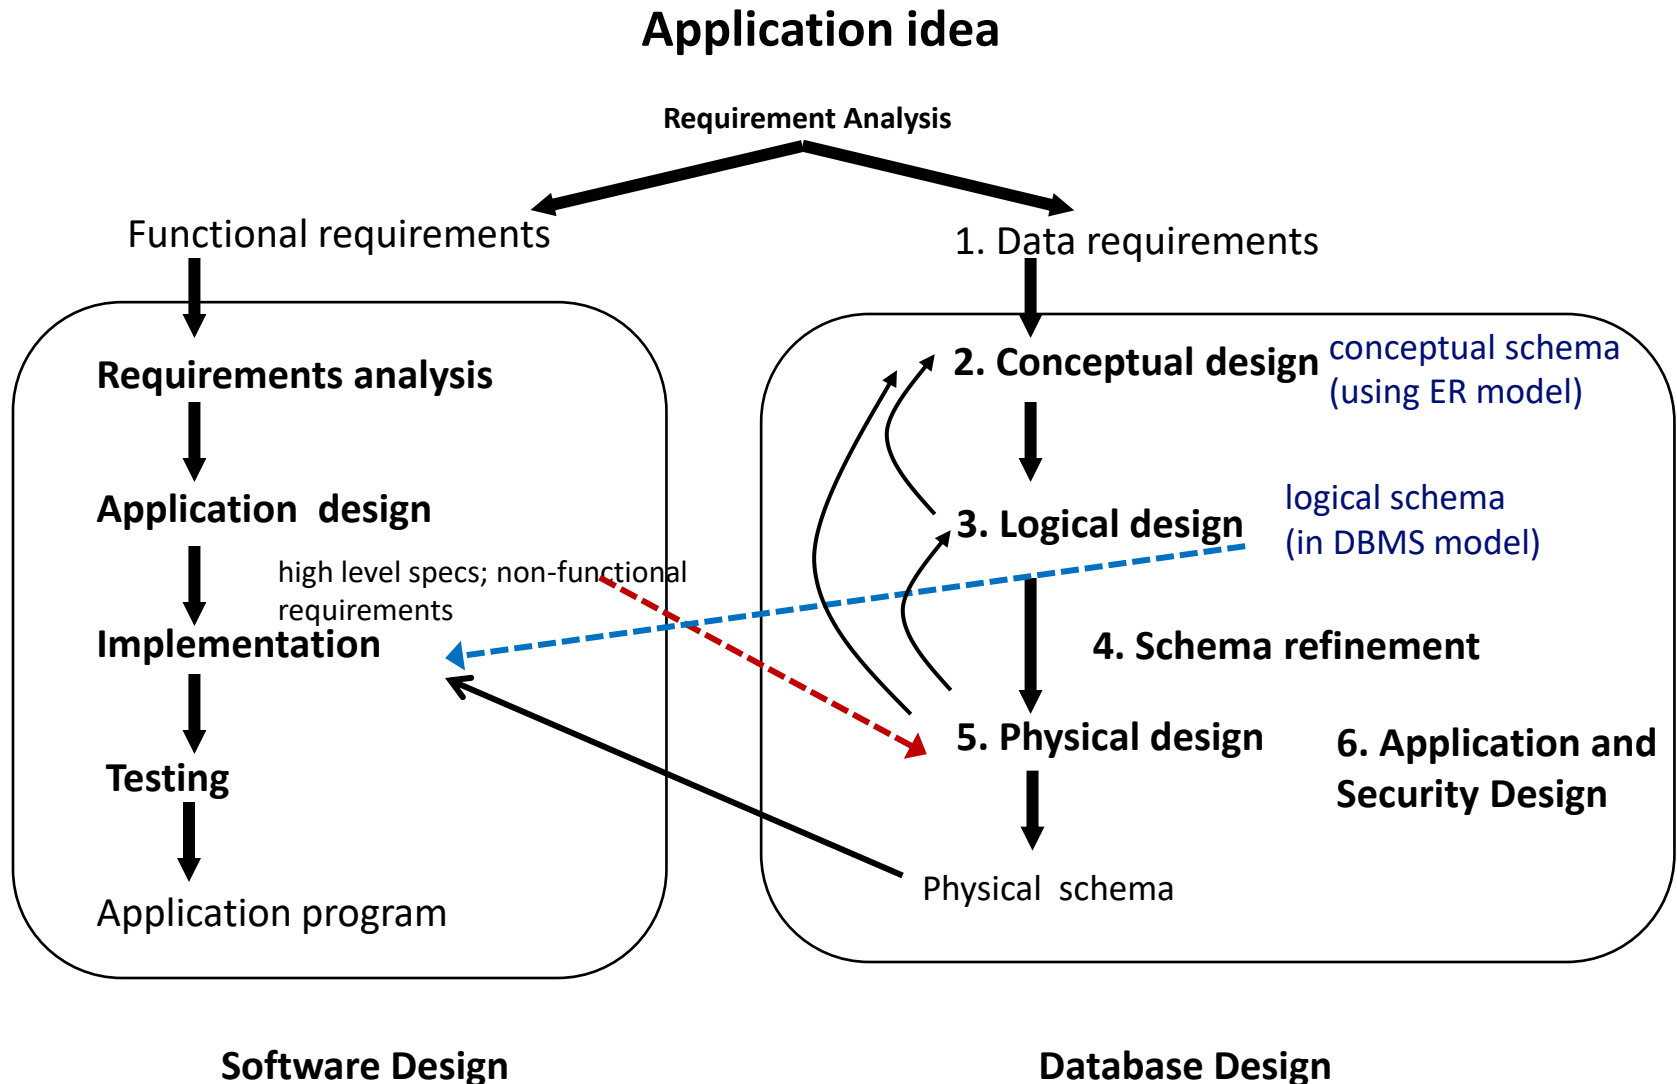 Application idea
Requirement Analysis
Functional requirements
1. Data requirements
Requirements analysis
Application  design
high level specs; non-functional
requirements
Implementation
Testing
Application program
2. Conceptual design
conceptual schema
(using ER model)
3. Logical design
logical schema
(in DBMS model)
4. Schema refinement
5. Physical design
6. Application and
Security Design
Physical  schema
Software Design
Database Design